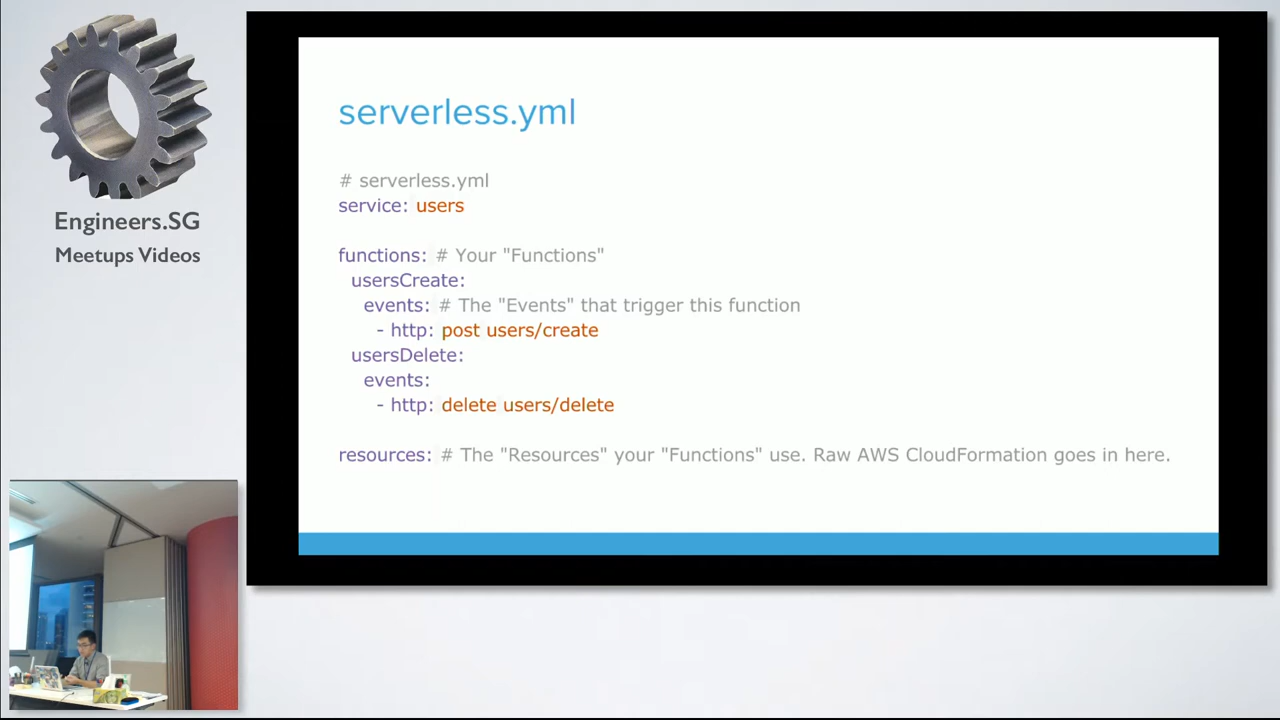 Engineers.SG
Meetups Videos
serverless.yml
# serverless.yml
service: users
functions: # Your "Functions"
usersCreate:
events: # The "Events" that trigger this function
- http: post users/create
usersDelete:
events:
- http: delete users/delete
resources: # The "Resources" your "Functions" use. Raw AWS CloudFormation goes in here.